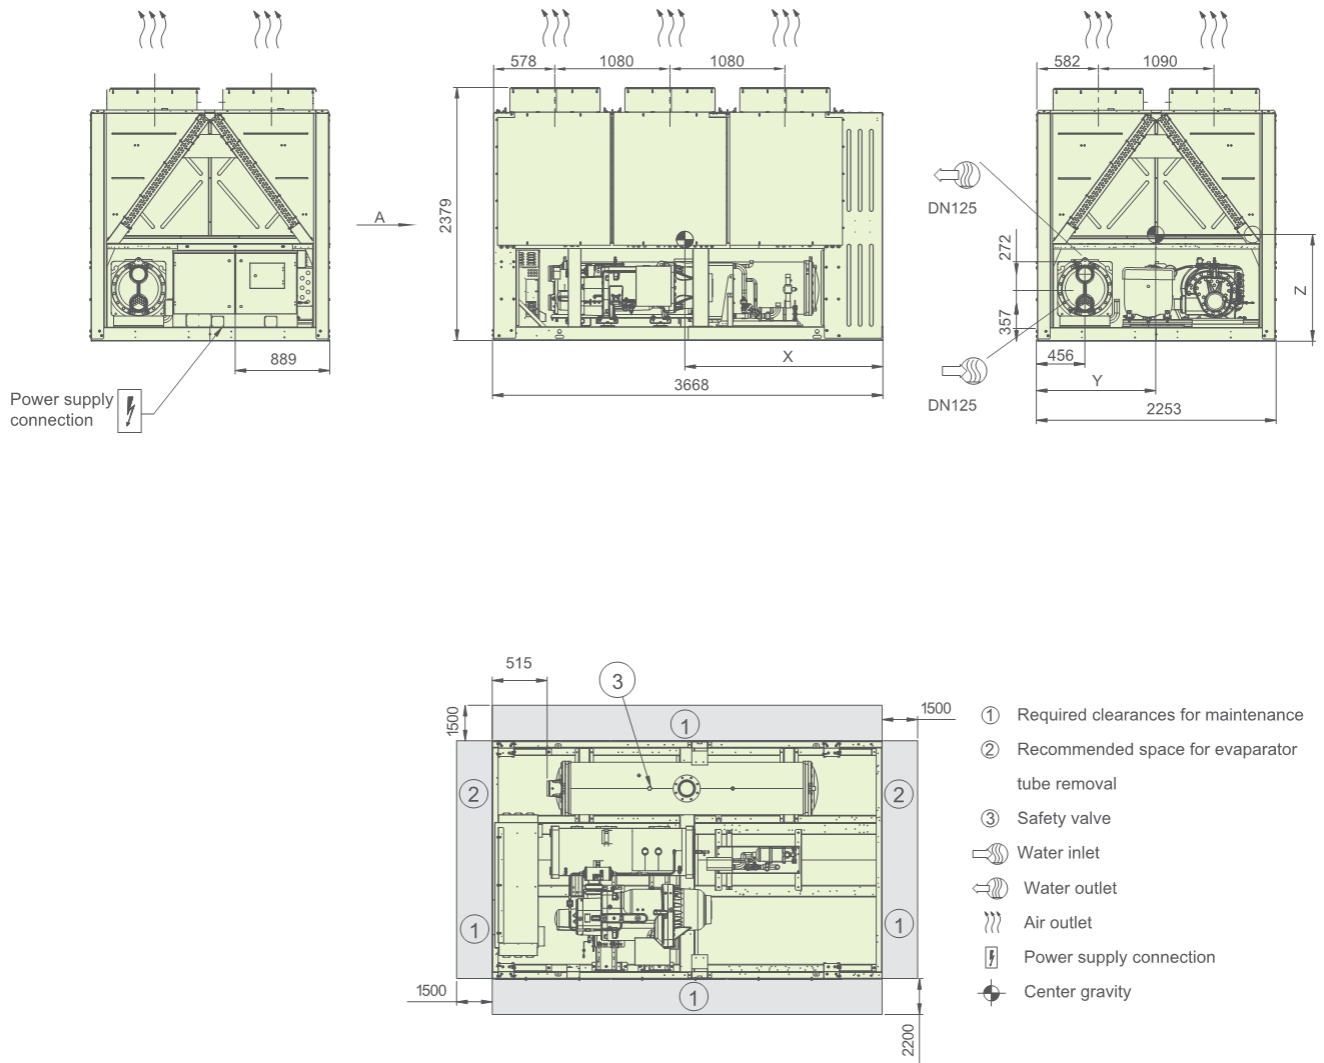 578
1080
1080
582
1090
A
2379
DN125
272
Z
357
889
X
456
3668
DN125
Y
2253
Power supply
connection
515
3
1500
1
1500
2
2
1
1
1500
1
2200
1 Required clearances for maintenance
2 Recommended space for evaparator
tube removal
3 Safety valve
Water inlet
Water outlet
Air outlet
Power supply connection
Center gravity